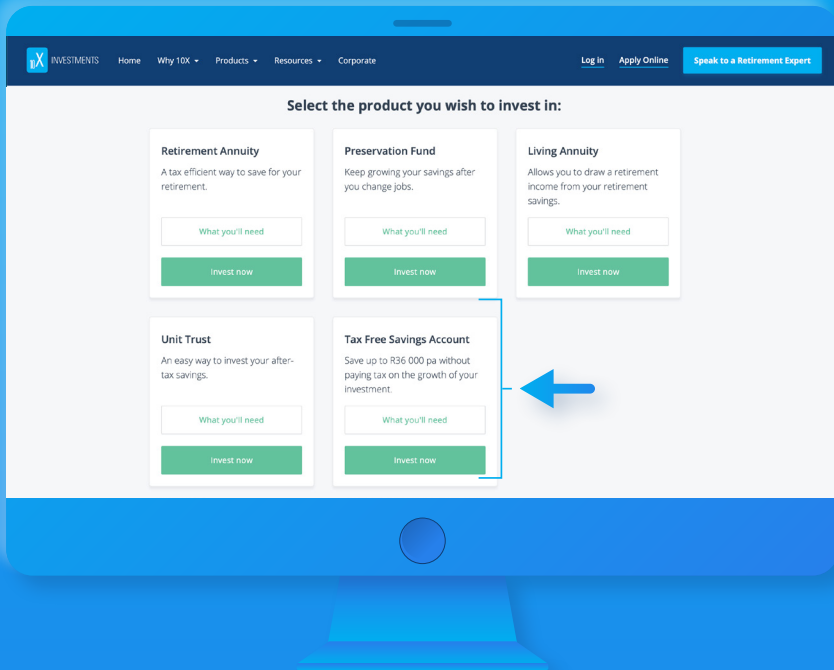 10X INVESTMENTS Home Why 10X Products Resources Corporate Log in Apply Online Speak to a Retirement Expert
Select the product you wish to invest in:
Retirement Annuity
A tax efficient way to save for your
retirement.
What you'll need
Invest now
Preservation Fund
Keep growing your savings after
you change jobs.
What you'll need
Invest now
Living Annuity
Allows you to draw a retirement
income from your retirement
savings.
What you'll need
Invest now
Unit Trust
An easy way to invest your after-
tax savings.
What you'll need
Invest now
Tax Free Savings Account
Save up to R36 000 pa without
paying tax on the growth of your
investment.
What you'll need
Invest now